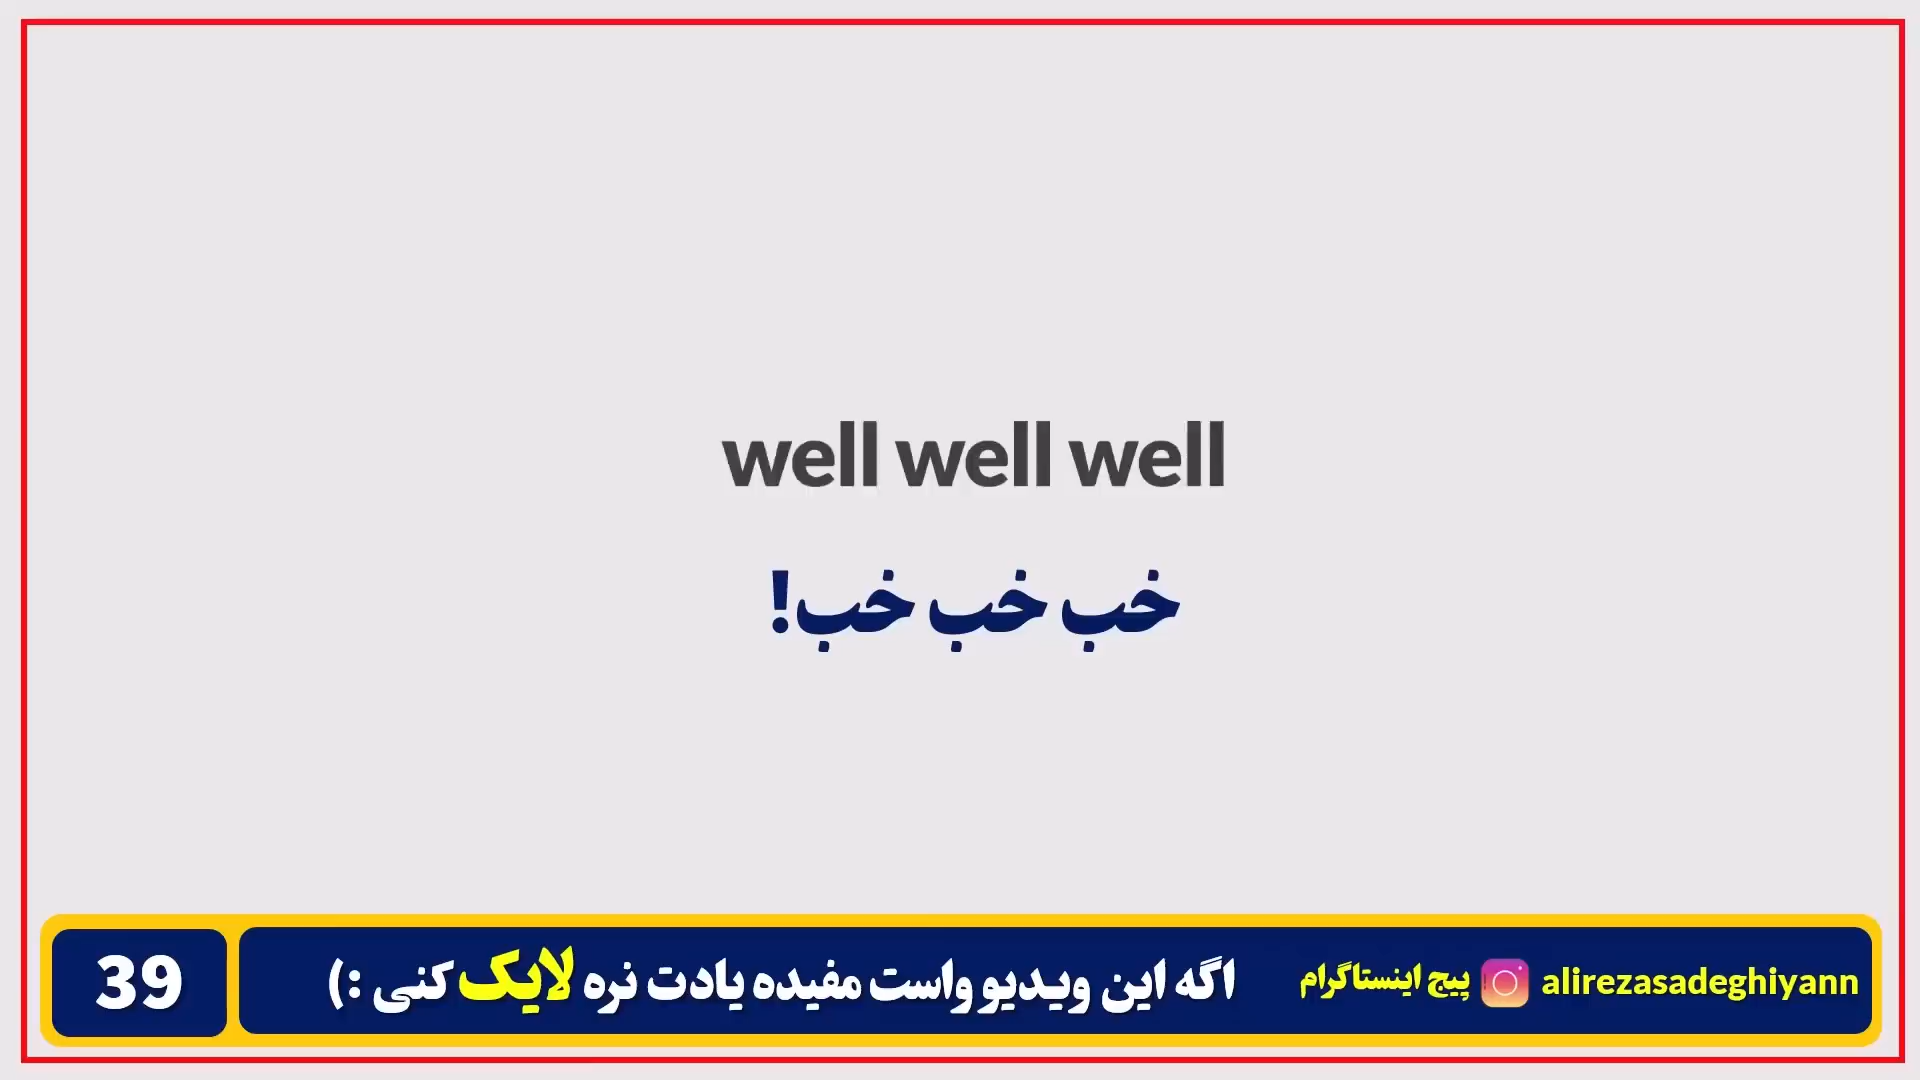 well well well
خب خب خب!
39
اگه این ویدیو واست مفیده یادت نره لایک کنی :)
پیج اینستاگرام
alirezasadeghiyann